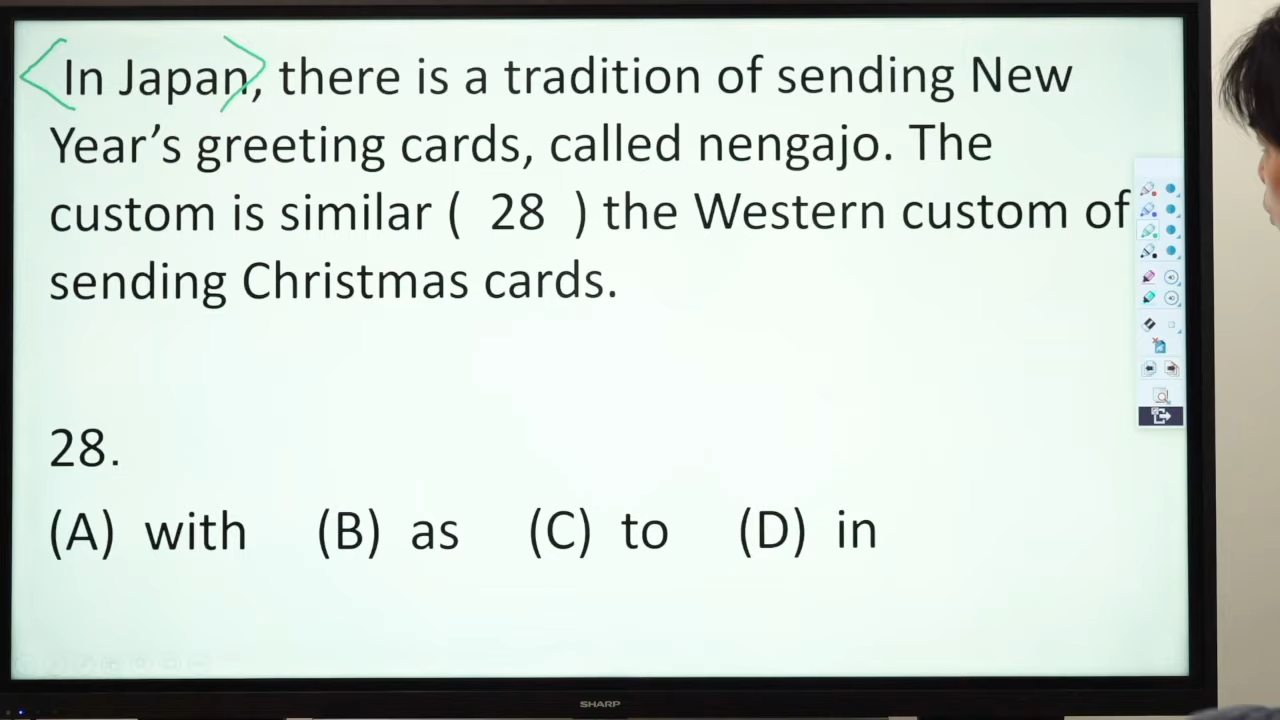 In Japan, there is a tradition of sending New
Year’s greeting cards, called nengajo. The
custom is similar ( 28 ) the Western custom of
sending Christmas cards.
28.
(A) with (B) as (C) to (D) in
SHARP